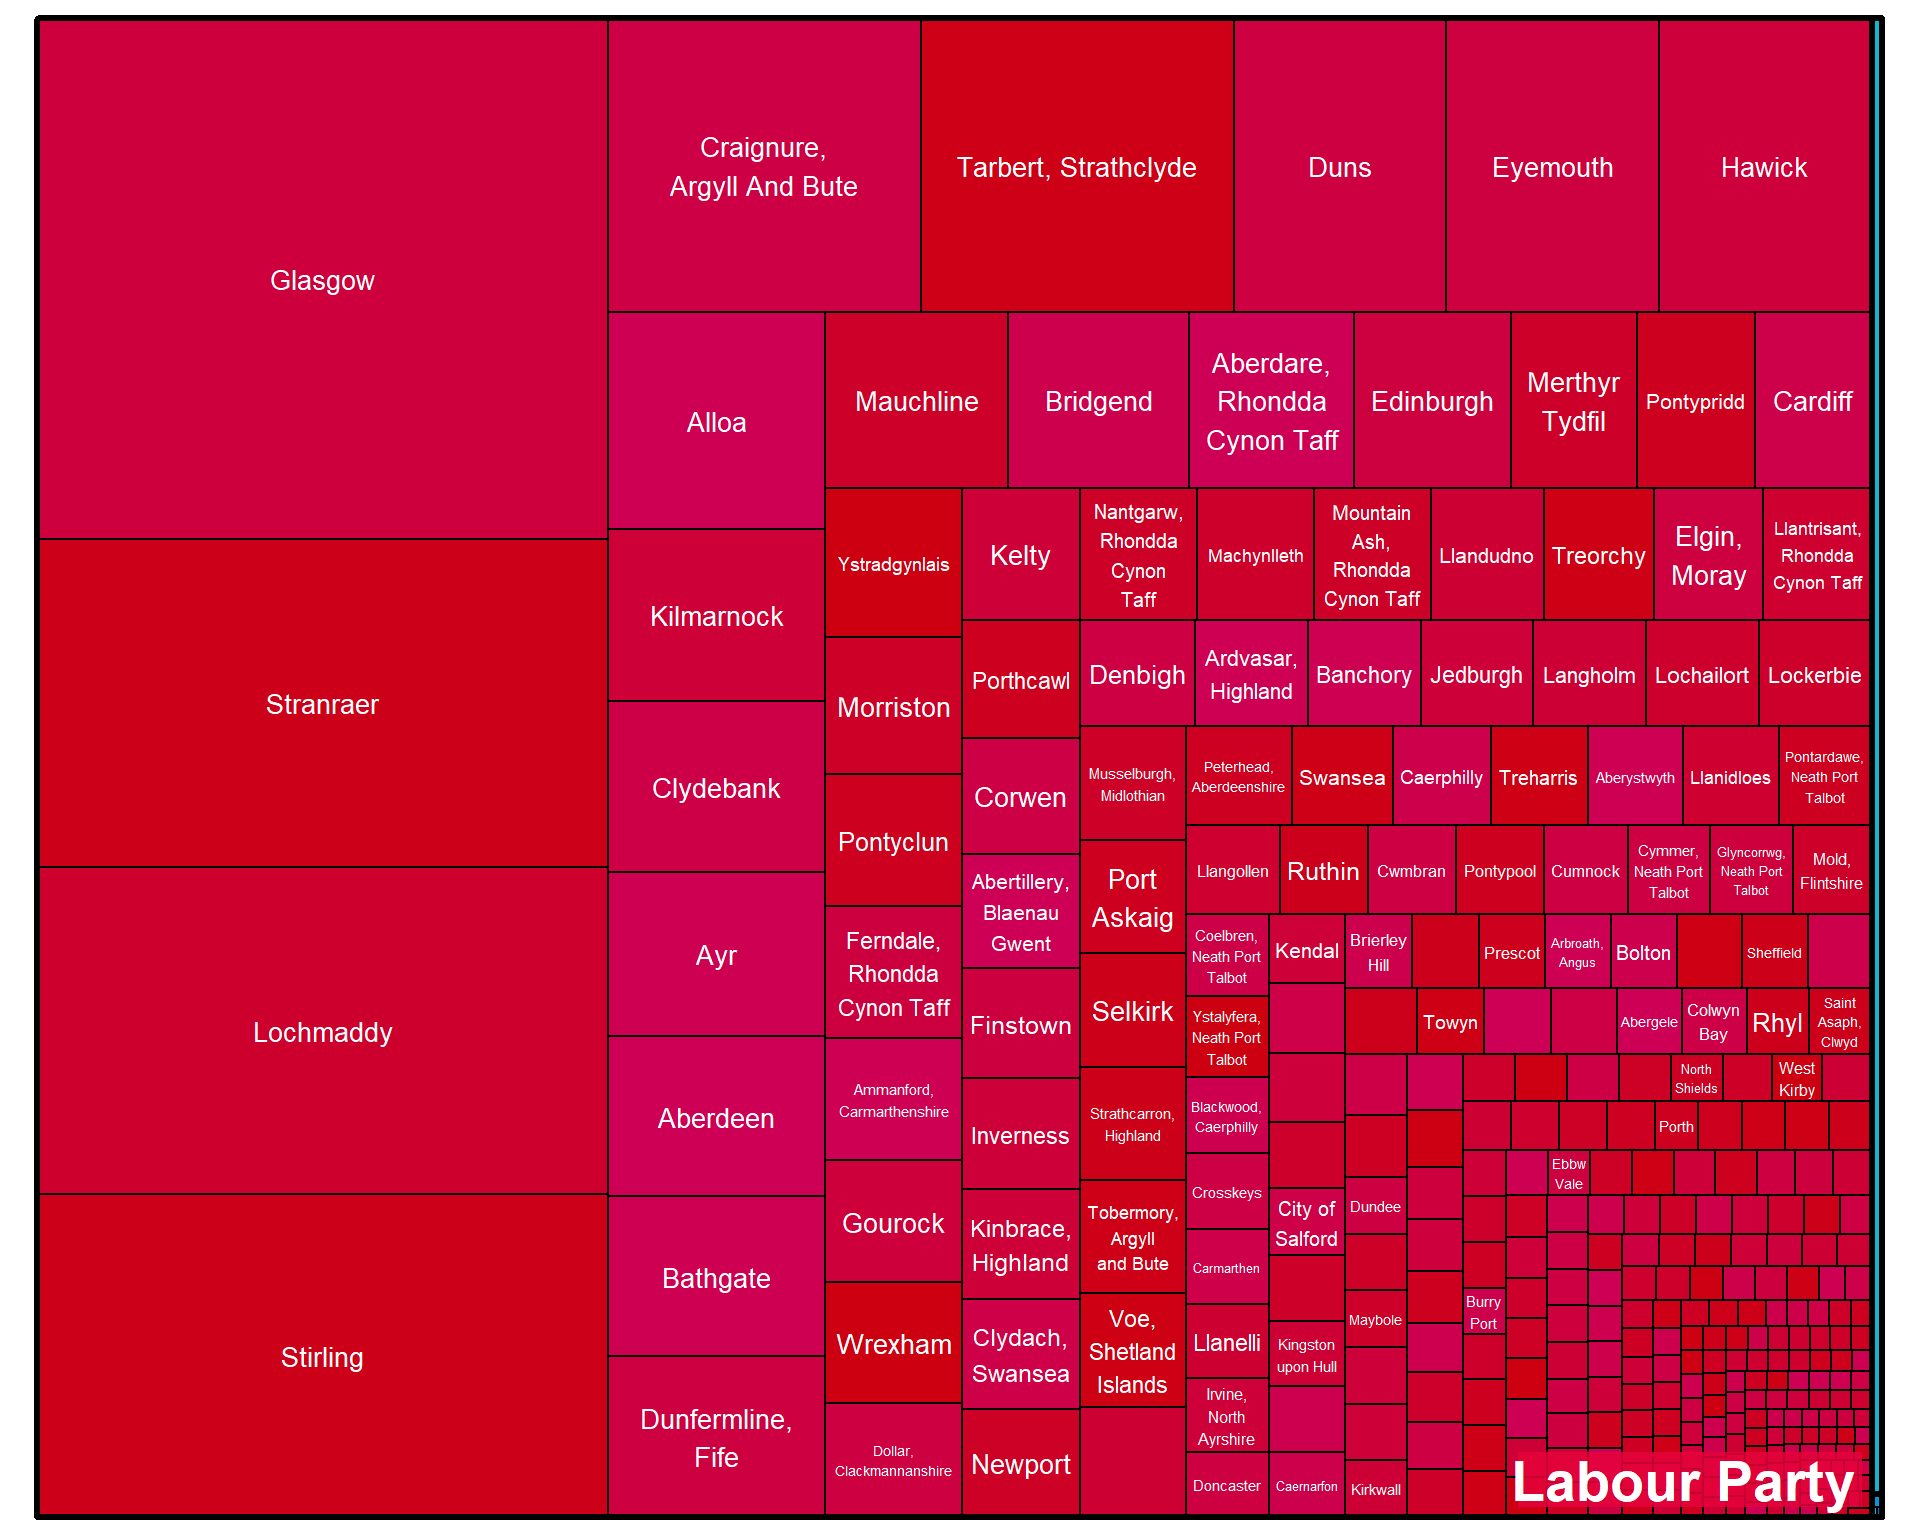 Glasgow
Stranraer
Lochmaddy
Stirling
Craignure,
Argyll And Bute
Tarbert, Strathclyde
Duns
Eyemouth
Hawick
Alloa
Kilmarnock
Clydebank
Ayr
Aberdeen
Bathgate
Dunfermline,
Fife
Mauchline
Bridgend
Aberdare,
Rhondda
Cynon Taff
Edinburgh
Merthyr
Tydfil
Pontypridd
Cardiff
Ystradgynlais
Morriston
Pontyclun
Ferndale,
Rhondda
Cynon Taff
Ammanford,
Carmarthenshire
Gourock
Wrexham
Dollar,
Clackmannanshire
Kelty
Porthcawl
Corwen
Abertillery,
Blaenau
Gwent
Finstown
Inverness
Kinbrace,
Highland
Clydach,
Swansea
Newport
Nantgarw,
Rhondda
Cynon
Taff
Machynlleth
Mountain
Ash,
Rhondda
Cynon Taff
Llandudno
Treorchy
Elgin,
Moray
Llantrisant,
Rhondda
Cynon Taff
Denbigh
Ardvasar,
Highland
Banchory
Jedburgh
Langholm
Lochailort
Lockerbie
Musselburgh,
Midlothian
Port
Askaig
Selkirk
Strathcarron,
Highland
Tobermory,
Argyll
and Bute
Voe,
Shetland
Islands
Peterhead,
Aberdeenshire
Swansea
Caerphilly
Treharris
Aberystwyth
Llanidloes
Pontardawe,
Neath Port
Talbot
Llangollen
Ruthin
Cwmbran
Pontypool
Cumnock
Cymmer,
Neath Port
Talbot
Glyncorrwg,
Neath Port
Talbot
Mold,
Flintshire
Coelbren,
Neath Port
Talbot
Ystalyfera,
Neath Port
Talbot
Blackwood,
Caerphilly
Crosskeys
Carmarthen
Llanelli
Irvine,
North
Ayrshire
Doncaster
Kendal
City of
Salford
Kingston
upon Hull
Caernarfon
Brierley
Hill
Prescot
Arbroath,
Angus
Bolton
Sheffield
Towyn
Abergele
Colwyn
Bay
Rhyl
Saint
Asaph,
Clwyd
Dundee
Maybole
Kirkwall
North
Shields
West
Kirby
Porth
Ebbw
Vale
Burry
Port
Labour Party